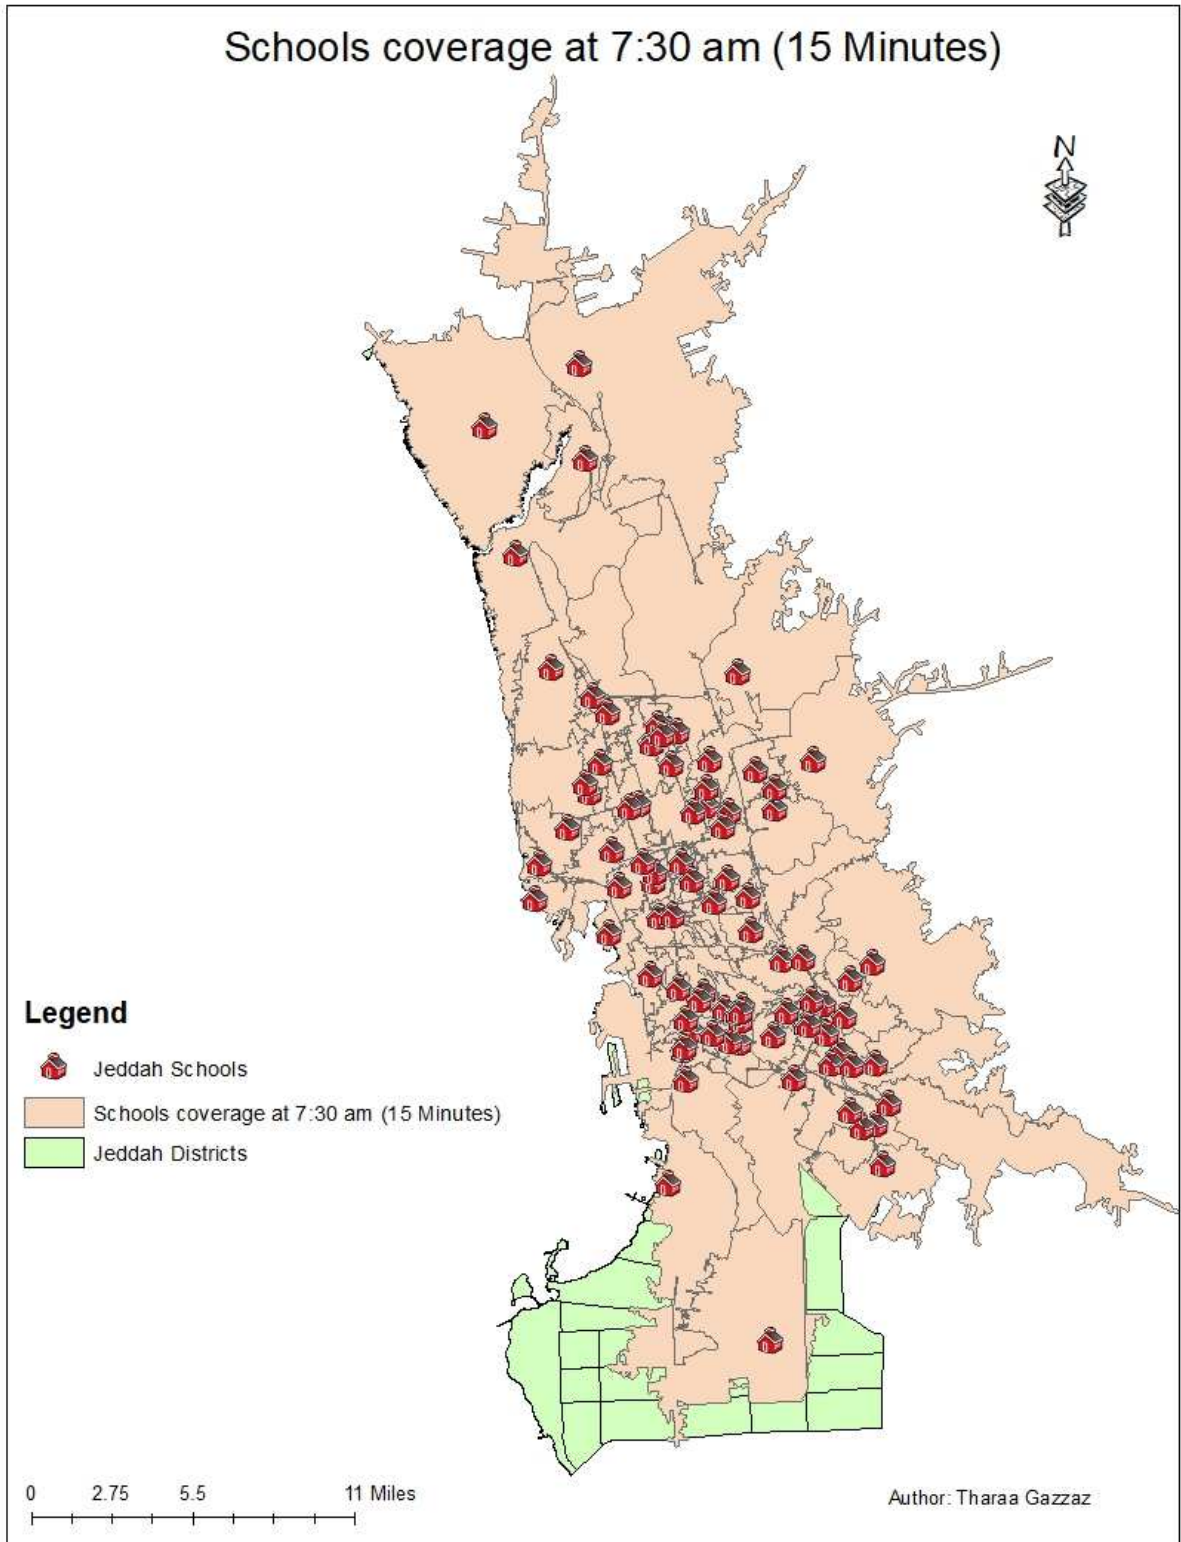 Schools coverage at 7:30 am (15 Minutes)
N
Legend
Jeddah Schools
Schools coverage at 7:30 am (15 Minutes)
Jeddah Districts
0 2.75 5.5 11 Miles
Author: Tharaa Gazzaz